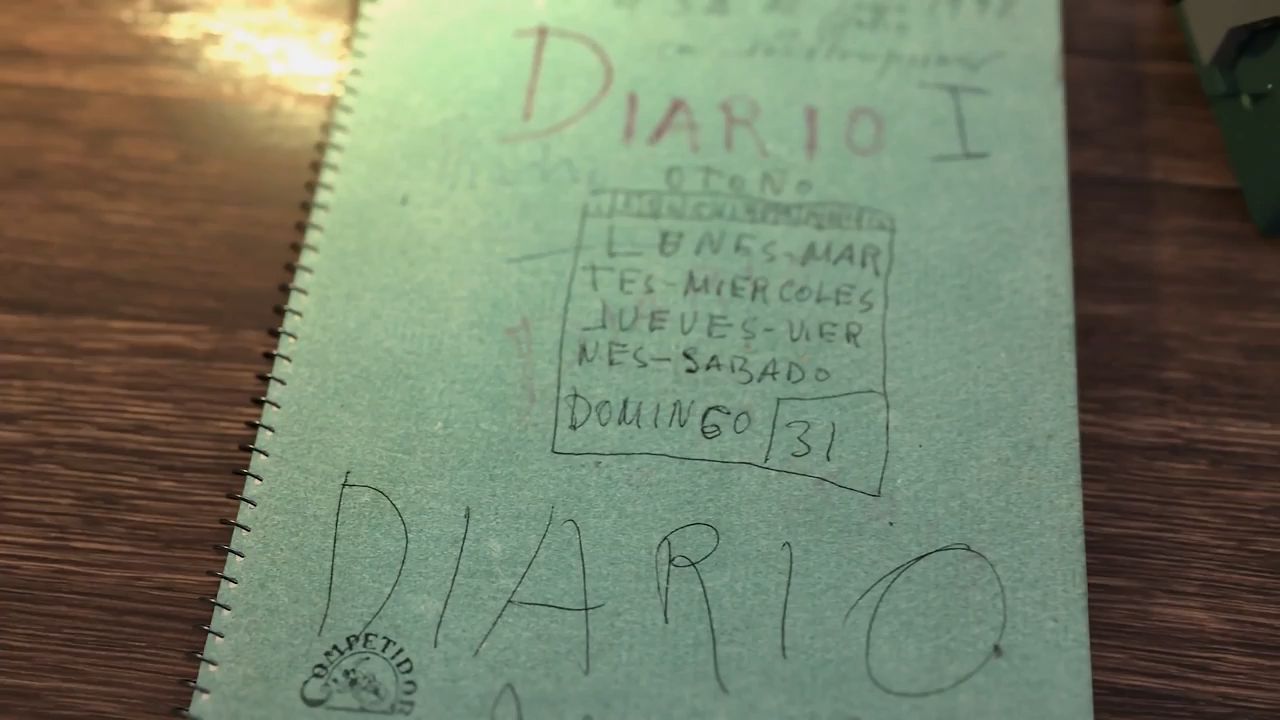 DIARIO I
OTOÑO
LUNES-MAR
TES-MIERCOLES
JUEVES-VIER
NES-SABADO
DOMINGO 31
DIARIO
COMPETIDOR